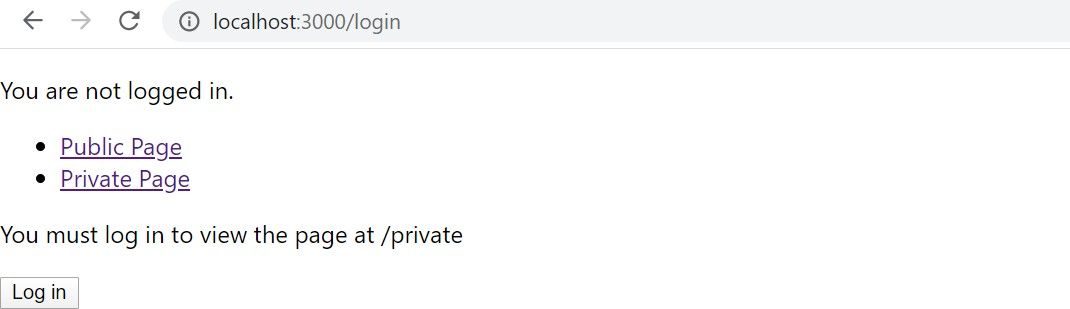 localhost:3000/login
You are not logged in.
Public Page
Private Page
You must log in to view the page at /private
Log in